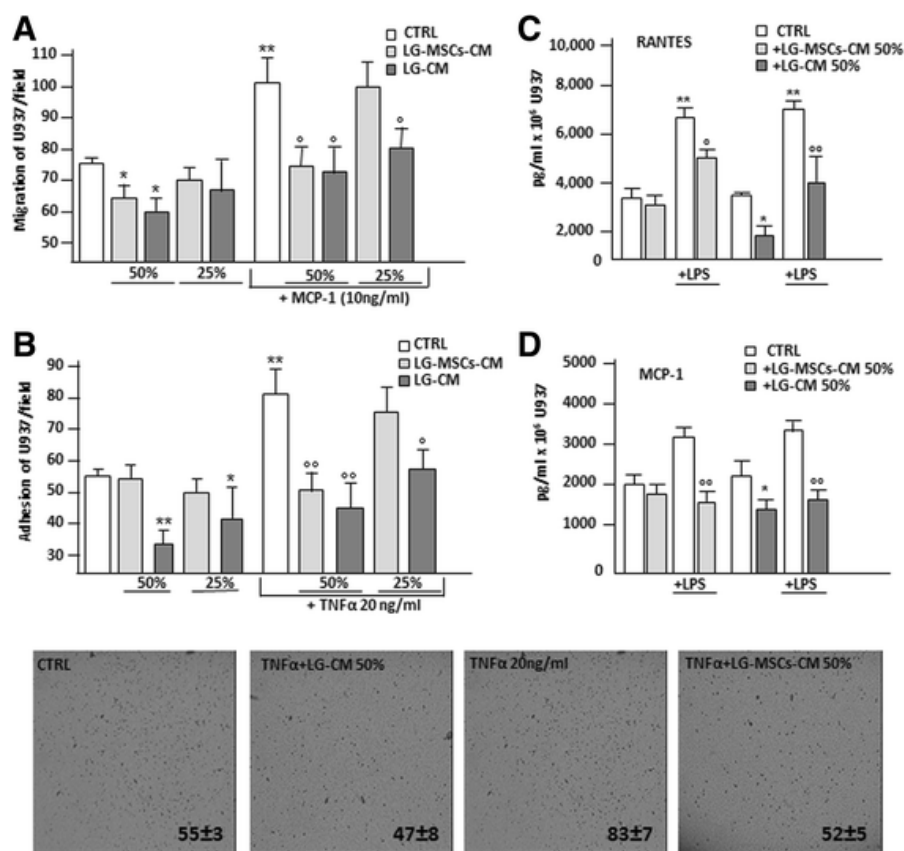 A
Migration of U937/field
110
100
80
70
60
50
CTRL
LG-MSCs-CM
LG-CM
**
* *
° °
°
50% 25% 50% 25%
+ MCP-1 (10ng/ml)
C
RANTES
pg/ml x 10⁶ U937
10,000
8,000
6,000
4,000
2,000
0
CTRL
+LG-MSCs-CM 50%
+LG-CM 50%
** **
° °°
*
+LPS +LPS
B
Adhesion of U937/field
90
80
60
50
40
30
CTRL
LG-MSCs-CM
LG-CM
**
** *
°° °° °
50% 25% 50% 25%
+ TNFα 20 ng/ml
D
MCP-1
pg/ml x 10⁶ U937
5000
4000
3000
2000
1000
0
CTRL
+LG-MSCs-CM 50%
+LG-CM 50%
°° * °°
+LPS +LPS
CTRL
55±3
TNFα+LG-CM 50%
47±8
TNFα 20ng/ml
83±7
TNFα+LG-MSCs-CM 50%
52±5